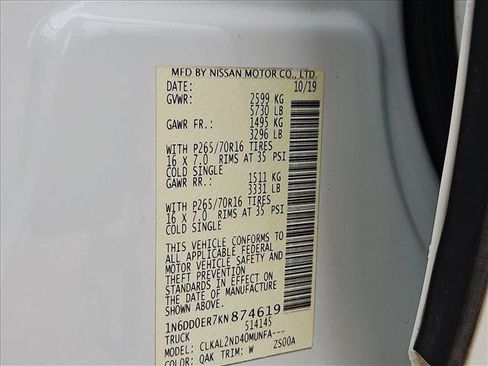 MFD BY NISSAN MOTOR CO., LTD.
DATE: 10/19
GVWR: 2599 KG
5730 LB
GAWR FR.: 1495 KG
3296 LB
WITH P265/70R16 TIRES
16 X 7.0 RIMS AT 35 PSI
COLD SINGLE
GAWR RR.: 1511 KG
3331 LB
WITH P265/70R16 TIRES
16 X 7.0 RIMS AT 35 PSI
COLD SINGLE
THIS VEHICLE CONFORMS TO
ALL APPLICABLE FEDERAL
MOTOR VEHICLE SAFETY AND
THEFT PREVENTION
STANDARDS IN EFFECT ON
THE DATE OF MANUFACTURE
1N6DD0ER7KN874619
TRUCK 514145
MODEL: CLKAL2ND40MUNFA---
COLOR: QAK TRIM: W ZS00A